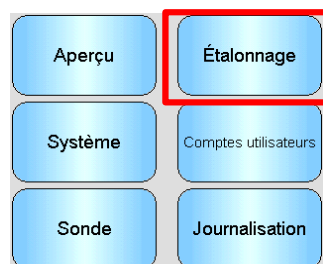 Aperçu
Étalonnage
Système
Comptes utilisateurs
Sonde
Journalisation